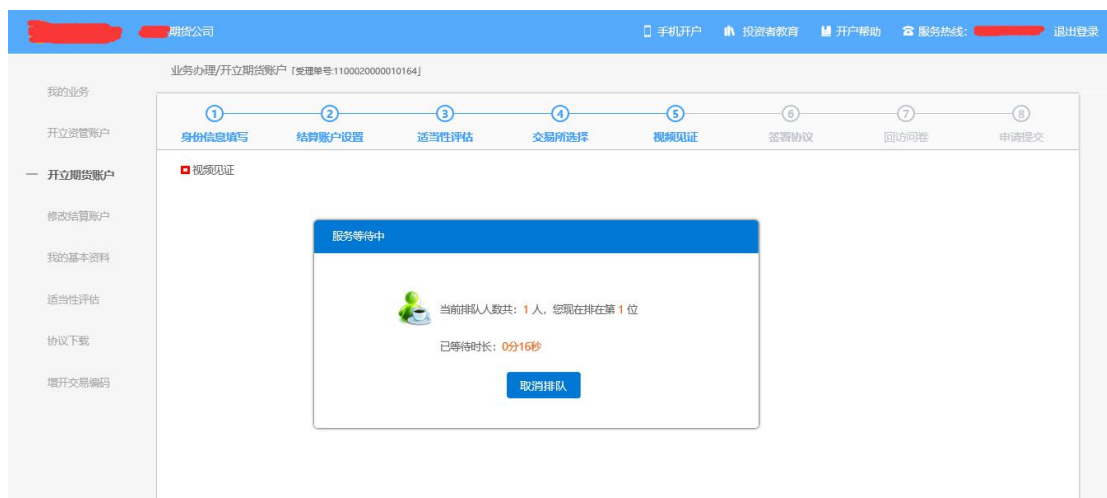 期货公司 手机开户 投资者教育 开户帮助 服务热线: 退出登录
业务办理/开立期货账户「受理单号:1100020000010164」
我的业务
开立资管账户
一 开立期货账户
修改结算账户
我的基本资料
适当性评估
协议下载
增开交易编码
1 2 3 4 5 6 7 8
身份信息填写 结算账户设置 适当性评估 交易所选择 视频见证 签署协议 回访问卷 申请提交
视频见证
服务等待中
当前排队人数共: 1 人, 您现在排在第 1 位
已等待时长: 0分16秒
取消排队